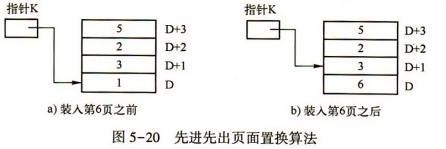 指针K
5 D+3
2 D+2
3 D+1
1 D
a) 装入第6页之前
指针K
5 D+3
2 D+2
3 D+1
6 D
b) 装入第6页之后
图 5-20 先进先出页面置换算法